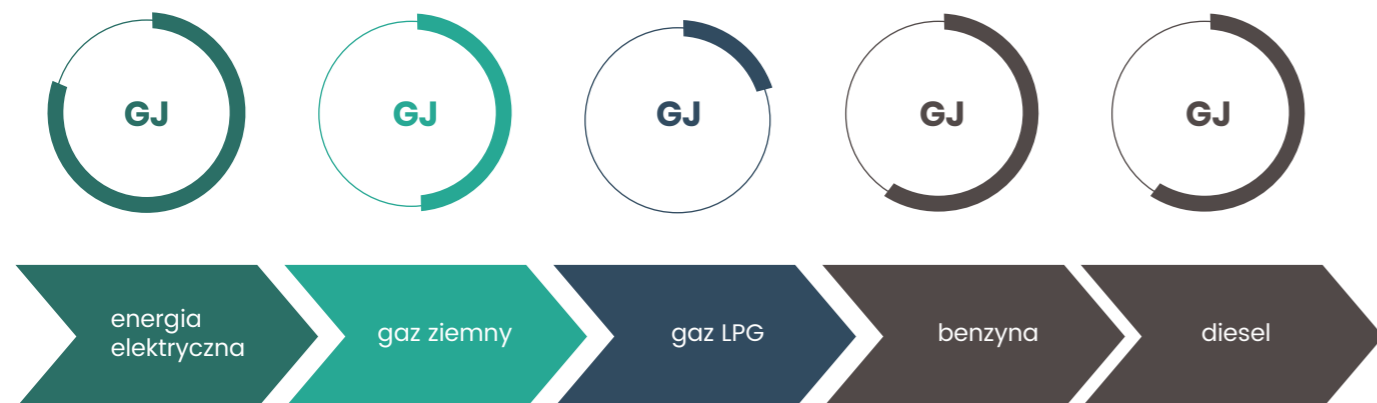 GJ
GJ
GJ
GJ
GJ
energia
elektryczna
gaz ziemny
gaz LPG
benzyna
diesel